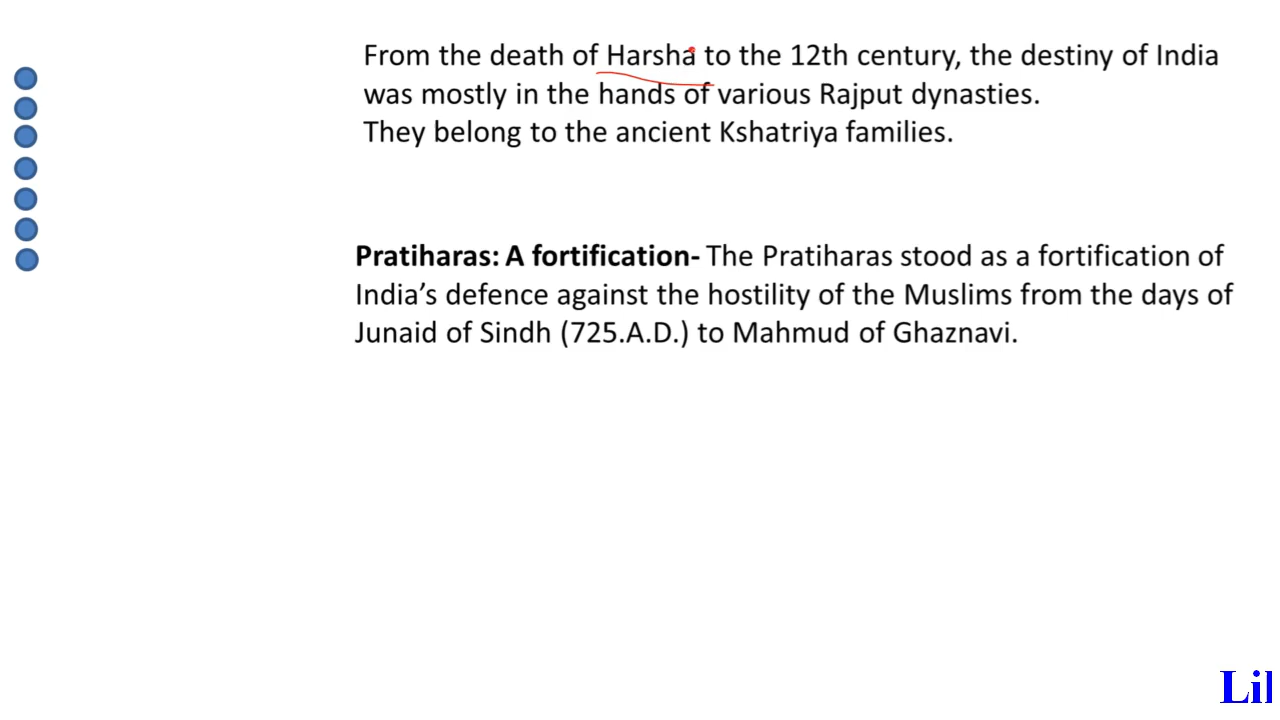 From the death of Harsha to the 12th century, the destiny of India
was mostly in the hands of various Rajput dynasties.
They belong to the ancient Kshatriya families.
Pratiharas: A fortification- The Pratiharas stood as a fortification of
India’s defence against the hostility of the Muslims from the days of
Junaid of Sindh (725.A.D.) to Mahmud of Ghaznavi.